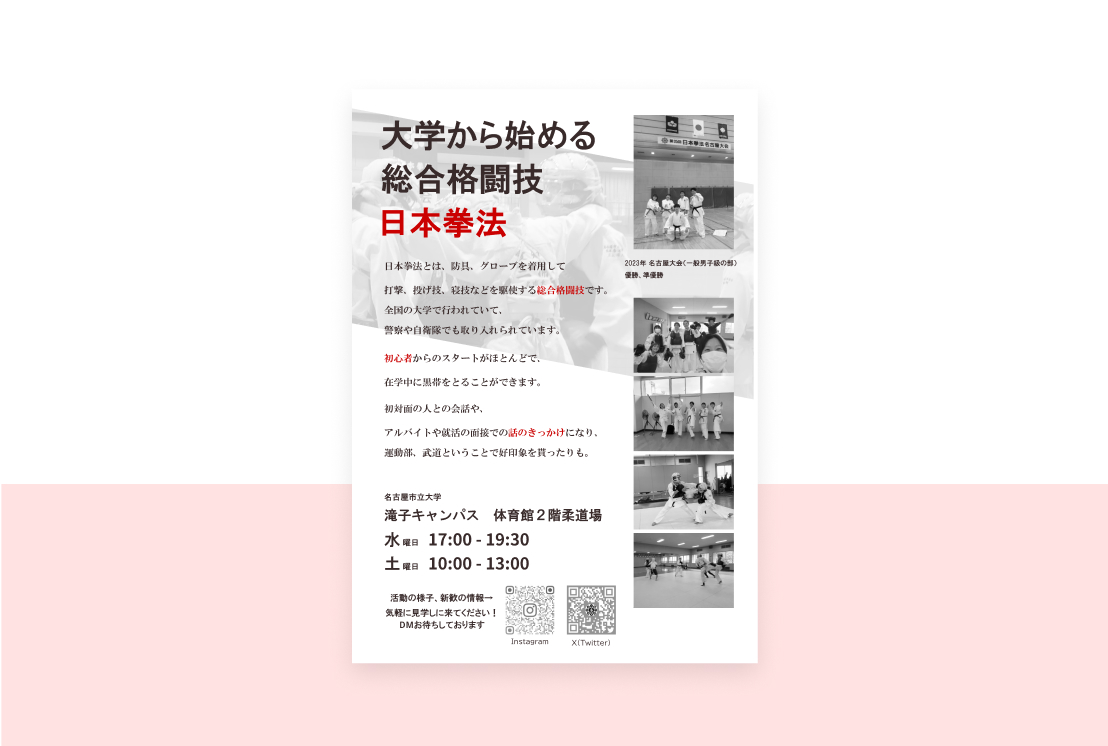 大学から始める
総合格闘技
日本拳法
日本拳法とは、防具、グローブを着用して
打撃、投げ技、寝技などを駆使する総合格闘技です。
全国の大学で行われていて、
警察や自衛隊でも取り入れられています。
初心者からのスタートがほとんどで、
在学中に黒帯をとることができます。
初対面の人との会話や、
アルバイトや就活の面接での話のきっかけになり、
運動部、武道ということで好印象を貰ったりも。
名古屋市立大学
滝子キャンパス 体育館２階柔道場
水曜日 17:00 - 19:30
土曜日 10:00 - 13:00
活動の様子、新歓の情報→
気軽に見学しに来てください！
DMお待ちしております
Instagram
X(Twitter)
日本拳法名古屋大会
2023年 名古屋大会（一般男子級の部）
優勝、準優勝